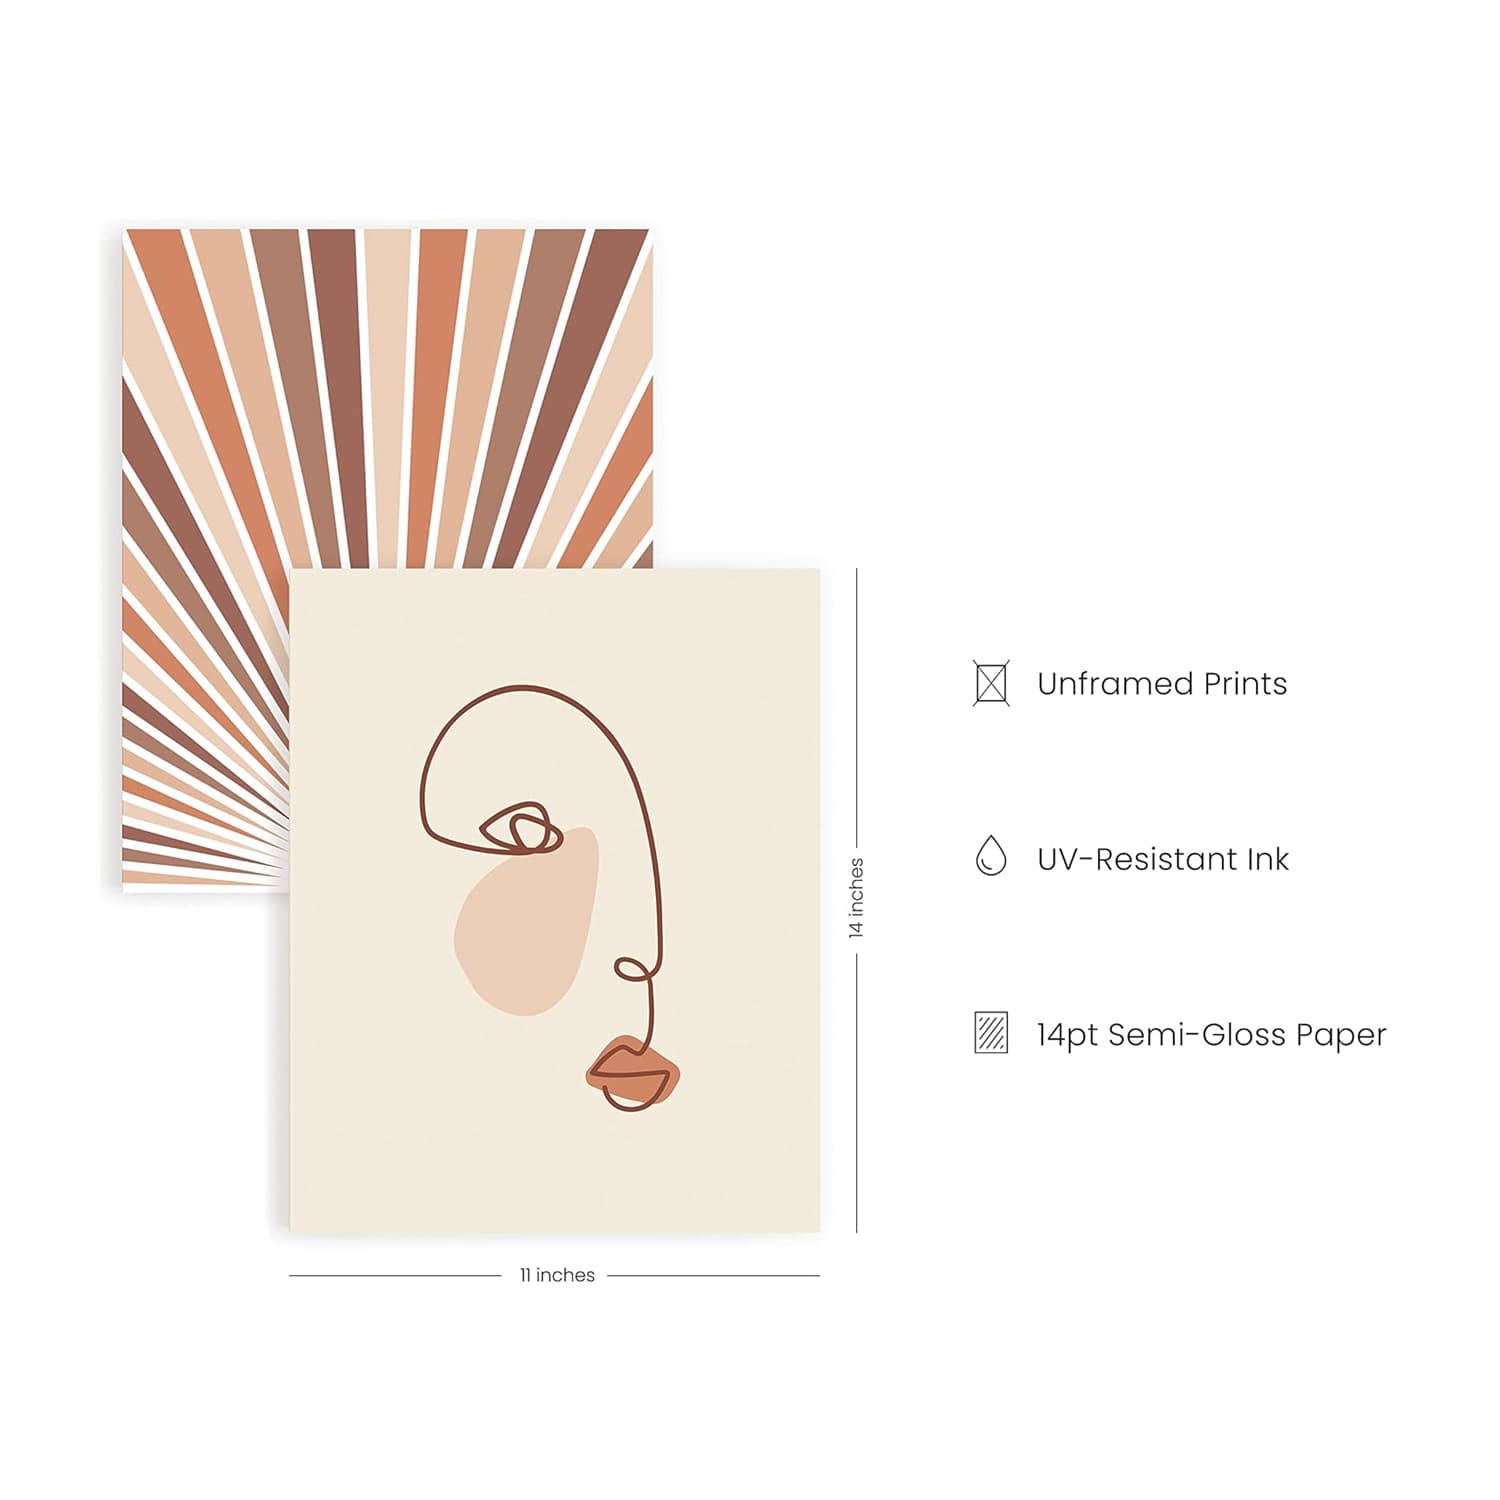 Unframed Prints
UV-Resistant Ink
14pt Semi-Gloss Paper
14 inches
11 inches